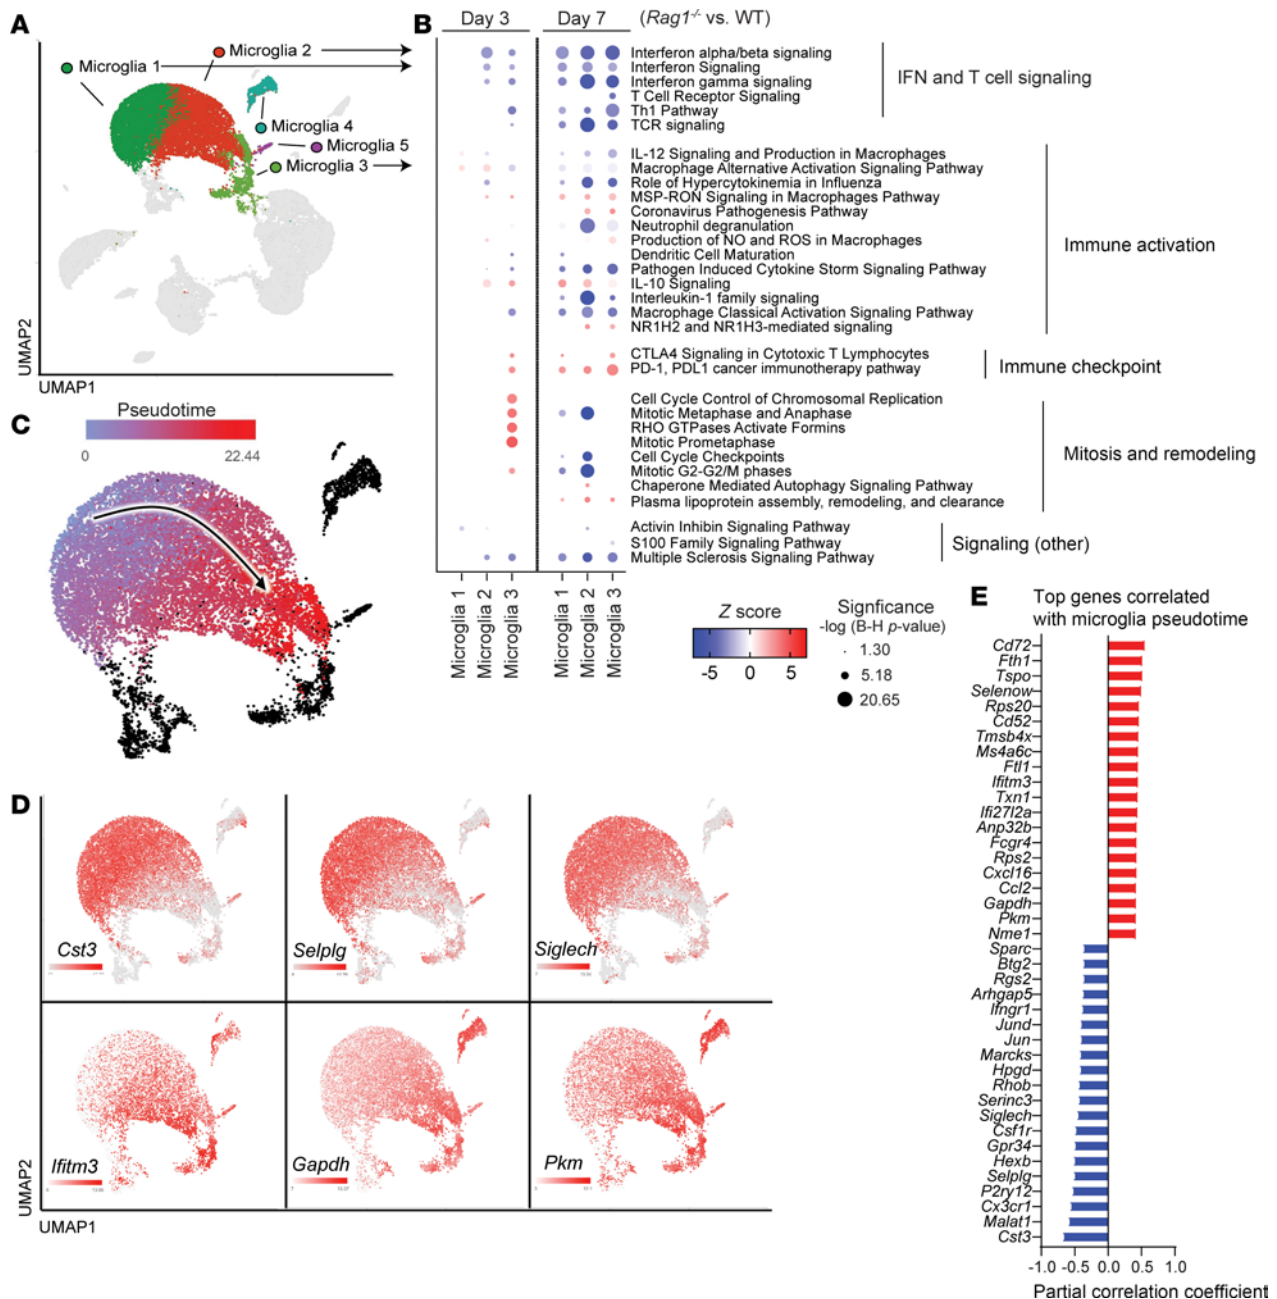 A
Microglia 1
Microglia 2
Microglia 4
Microglia 5
Microglia 3
UMAP2
UMAP1
B
Day 3
Day 7
(Rag1-/- vs. WT)
Interferon alpha/beta signaling
Interferon Signaling
Interferon gamma signaling
T Cell Receptor Signaling
Th1 Pathway
TCR signaling
IFN and T cell signaling
IL-12 Signaling and Production in Macrophages
Macrophage Alternative Activation Signaling Pathway
Role of Hypercytokinemia in Influenza
MSP-RON Signaling in Macrophages Pathway
Coronavirus Pathogenesis Pathway
Neutrophil degranulation
Production of NO and ROS in Macrophages
Dendritic Cell Maturation
Pathogen Induced Cytokine Storm Signaling Pathway
IL-10 Signaling
Interleukin-1 family signaling
Macrophage Classical Activation Signaling Pathway
NR1H2 and NR1H3-mediated signaling
Immune activation
CTLA4 Signaling in Cytotoxic T Lymphocytes
PD-1, PDL1 cancer immunotherapy pathway
Immune checkpoint
Cell Cycle Control of Chromosomal Replication
Mitotic Metaphase and Anaphase
RHO GTPases Activate Formins
Mitotic Prometaphase
Cell Cycle Checkpoints
Mitotic G2-G2/M phases
Chaperone Mediated Autophagy Signaling Pathway
Plasma lipoprotein assembly, remodeling, and clearance
Mitosis and remodeling
Activin Inhibin Signaling Pathway
S100 Family Signaling Pathway
Multiple Sclerosis Signaling Pathway
Signaling (other)
Microglia 1
Microglia 2
Microglia 3
Microglia 1
Microglia 2
Microglia 3
Z score
-5 0 5
Signficance
-log (B-H p-value)
1.30
5.18
20.65
C
Pseudotime
0 22.44
D
Cst3
Selplg
Siglech
Ifitm3
Gapdh
Pkm
UMAP2
UMAP1
E
Top genes correlated
with microglia pseudotime
Cd72
Fth1
Tspo
Selenow
Rps20
Cd52
Tmsb4x
Ms4a6c
Ftl1
Ifitm3
Txn1
Ifi27l2a
Anp32b
Fcgr4
Rps2
Cxcl16
Ccl2
Gapdh
Pkm
Nme1
Sparc
Btg2
Rgs2
Arhgap5
Ifngr1
Jund
Jun
Marcks
Hpgd
Rhob
Serinc3
Siglech
Csf1r
Gpr34
Hexb
Selplg
P2ry12
Cx3cr1
Malat1
Cst3
-1.0 -0.5 0.0 0.5 1.0
Partial correlation coefficient